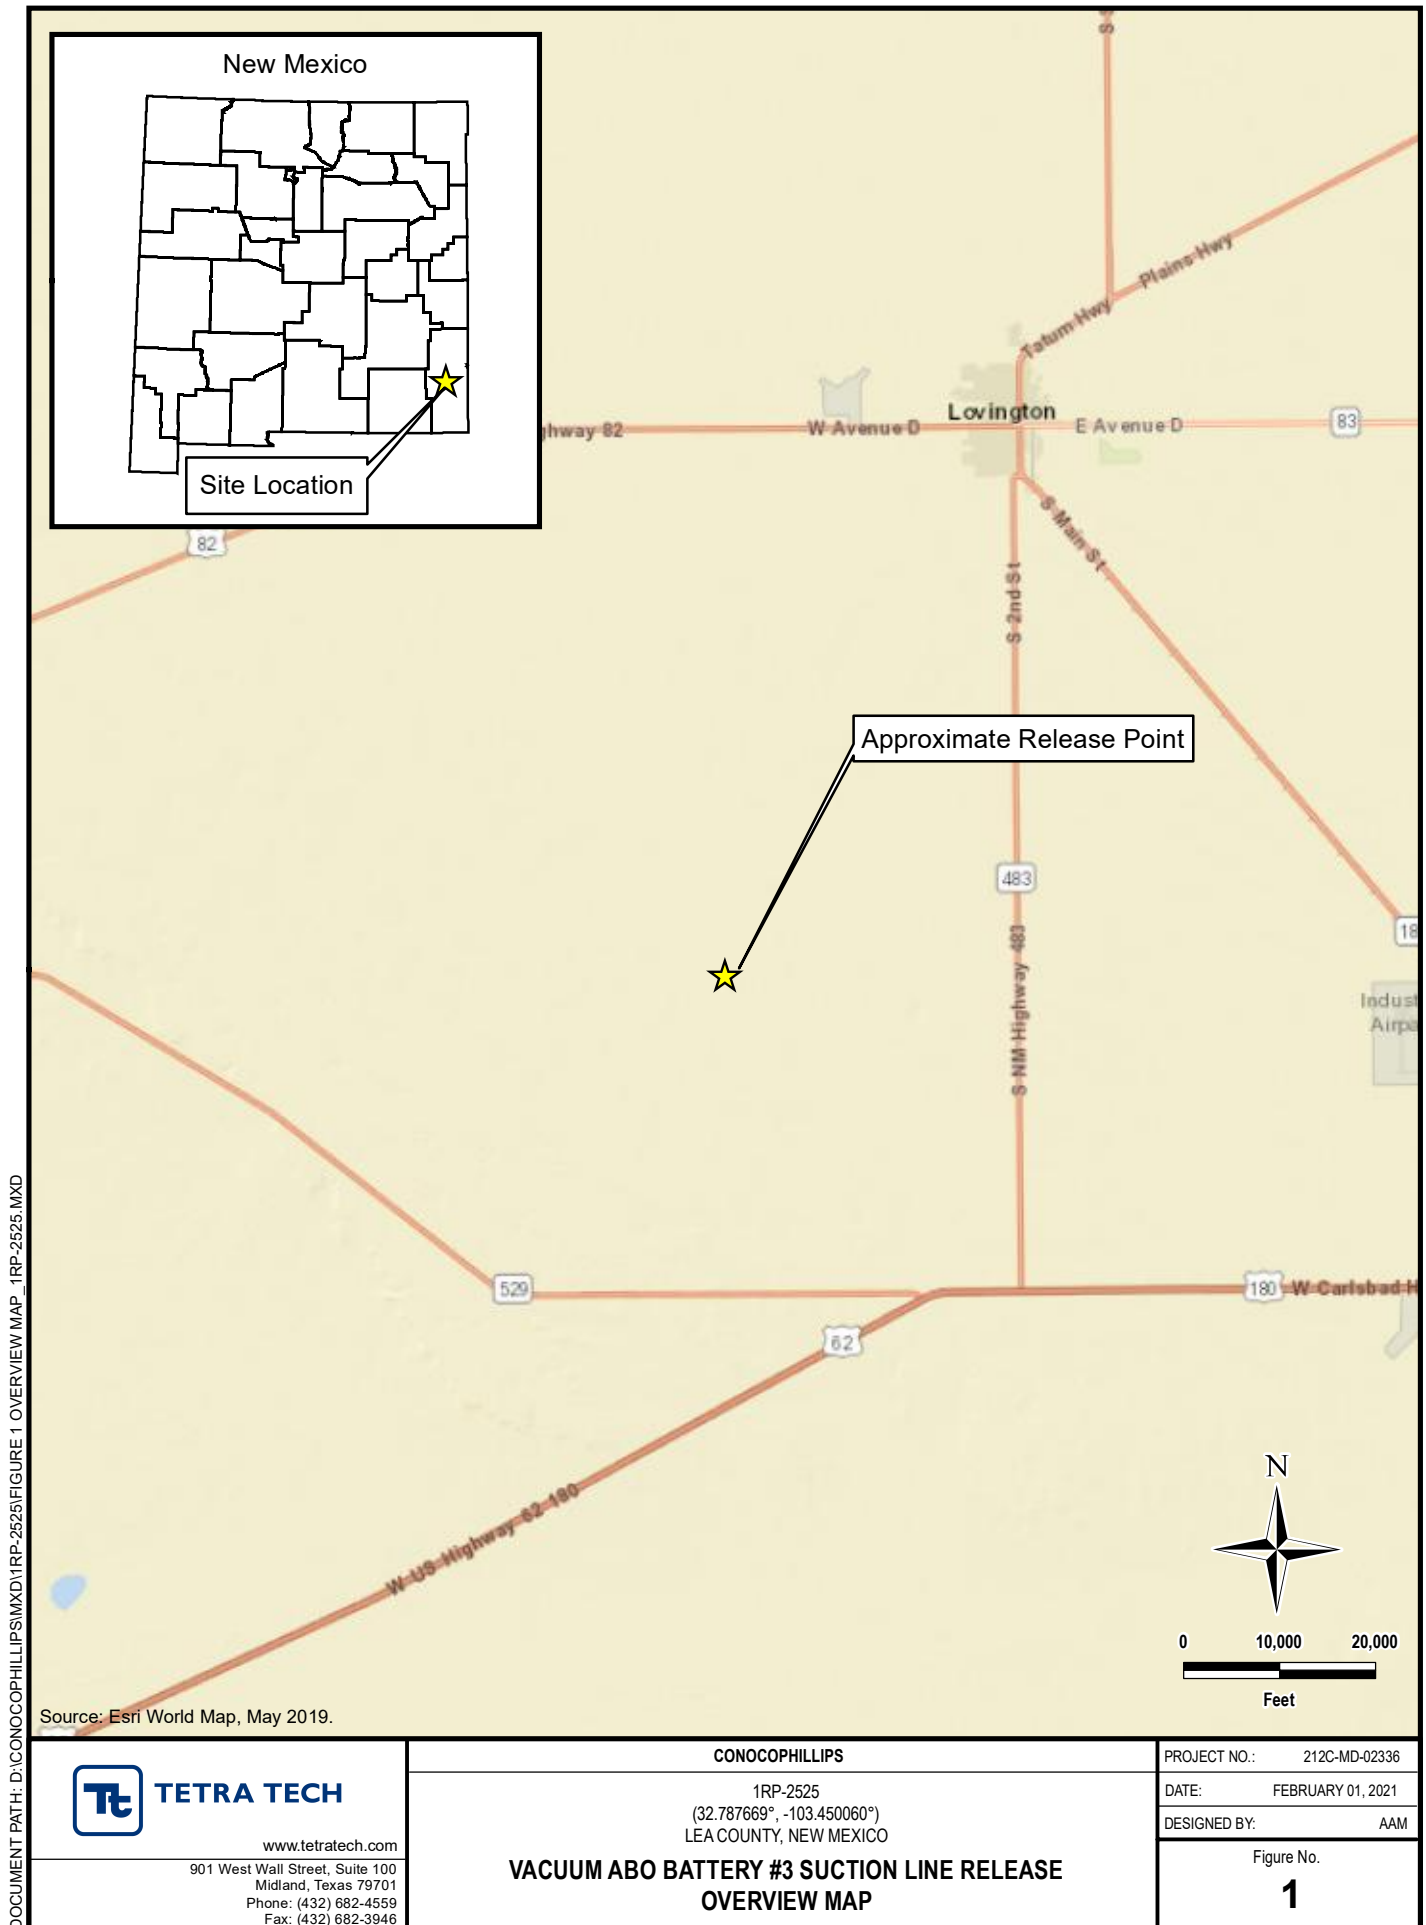 New Mexico
Site Location
Plains Hwy
Tatum Hwy
Lovington
hway 82
W Avenue D
E Avenue D
83
82
S Main St
S 2nd St
Approximate Release Point
483
18
S NM Highway 483
Indust
Airpa
529
180
W Carlsbad H
62
W US Highway 62-180
N
0
10,000
20,000
Feet
Source: Esri World Map, May 2019.
DOCUMENT PATH: D:\CONOCOPHILLIPS\MXD\1RP-2525\FIGURE 1 OVERVIEW MAP_1RP-2525.MXD
Tt TETRA TECH
www.tetratech.com
901 West Wall Street, Suite 100
Midland, Texas 79701
Phone: (432) 682-4559
Fax: (432) 682-3946
CONOCOPHILLIPS
1RP-2525
(32.787669°, -103.450060°)
LEA COUNTY, NEW MEXICO
VACUUM ABO BATTERY #3 SUCTION LINE RELEASE
OVERVIEW MAP
PROJECT NO.: 212C-MD-02336
DATE: FEBRUARY 01, 2021
DESIGNED BY: AAM
Figure No.
1